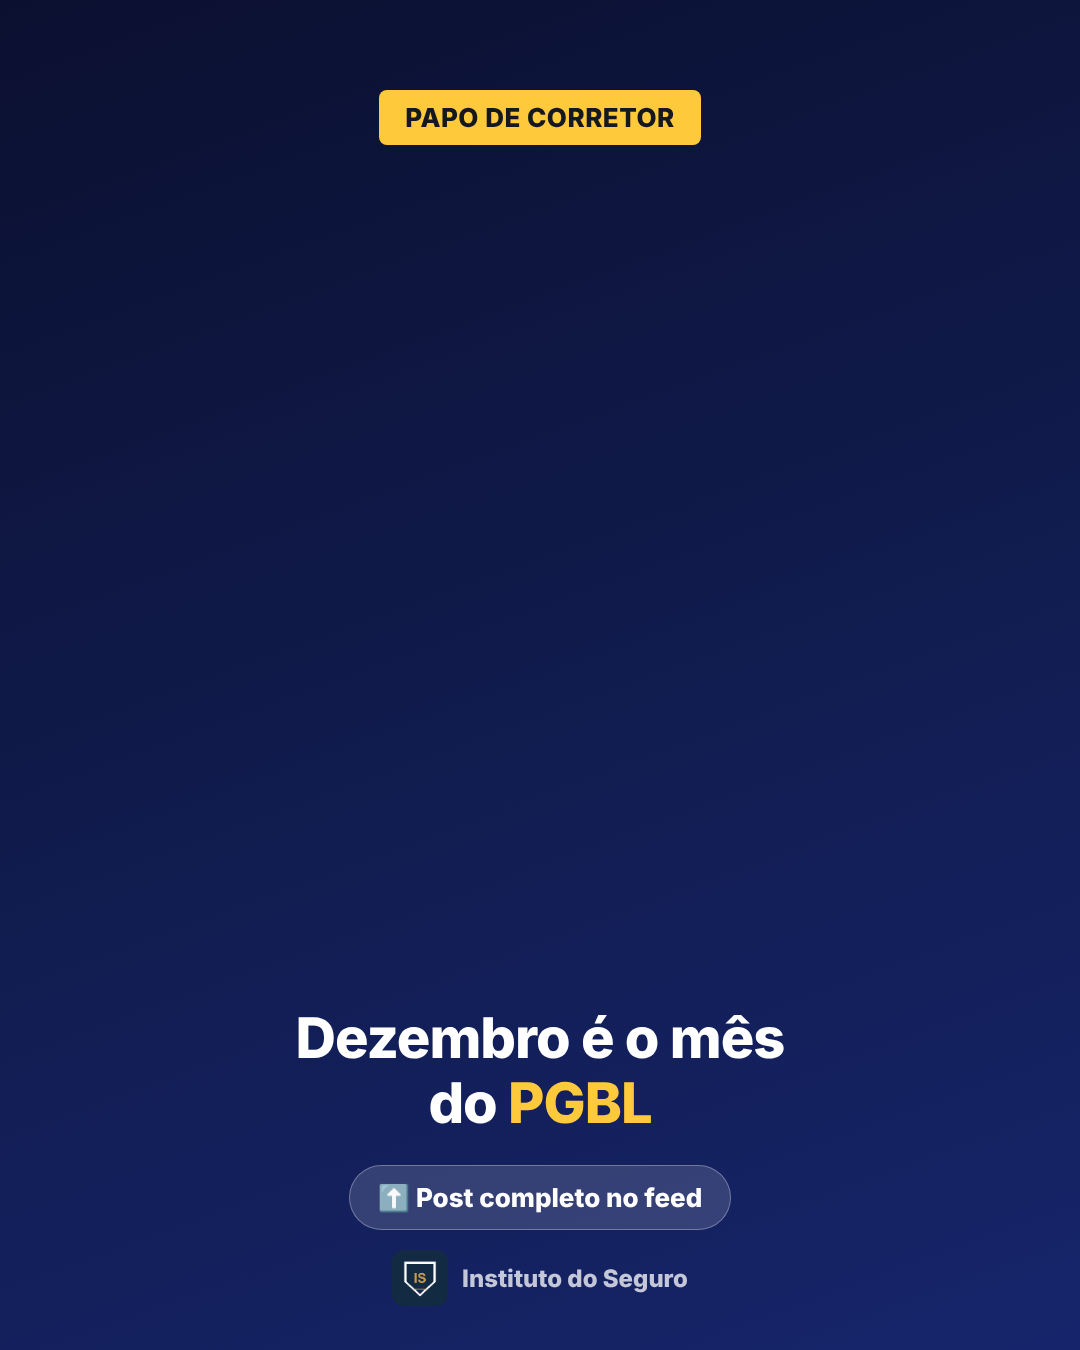 PAPO DE CORRETOR
Dezembro é o mês
do PGBL
⬆️ Post completo no feed
IS
Instituto do Seguro